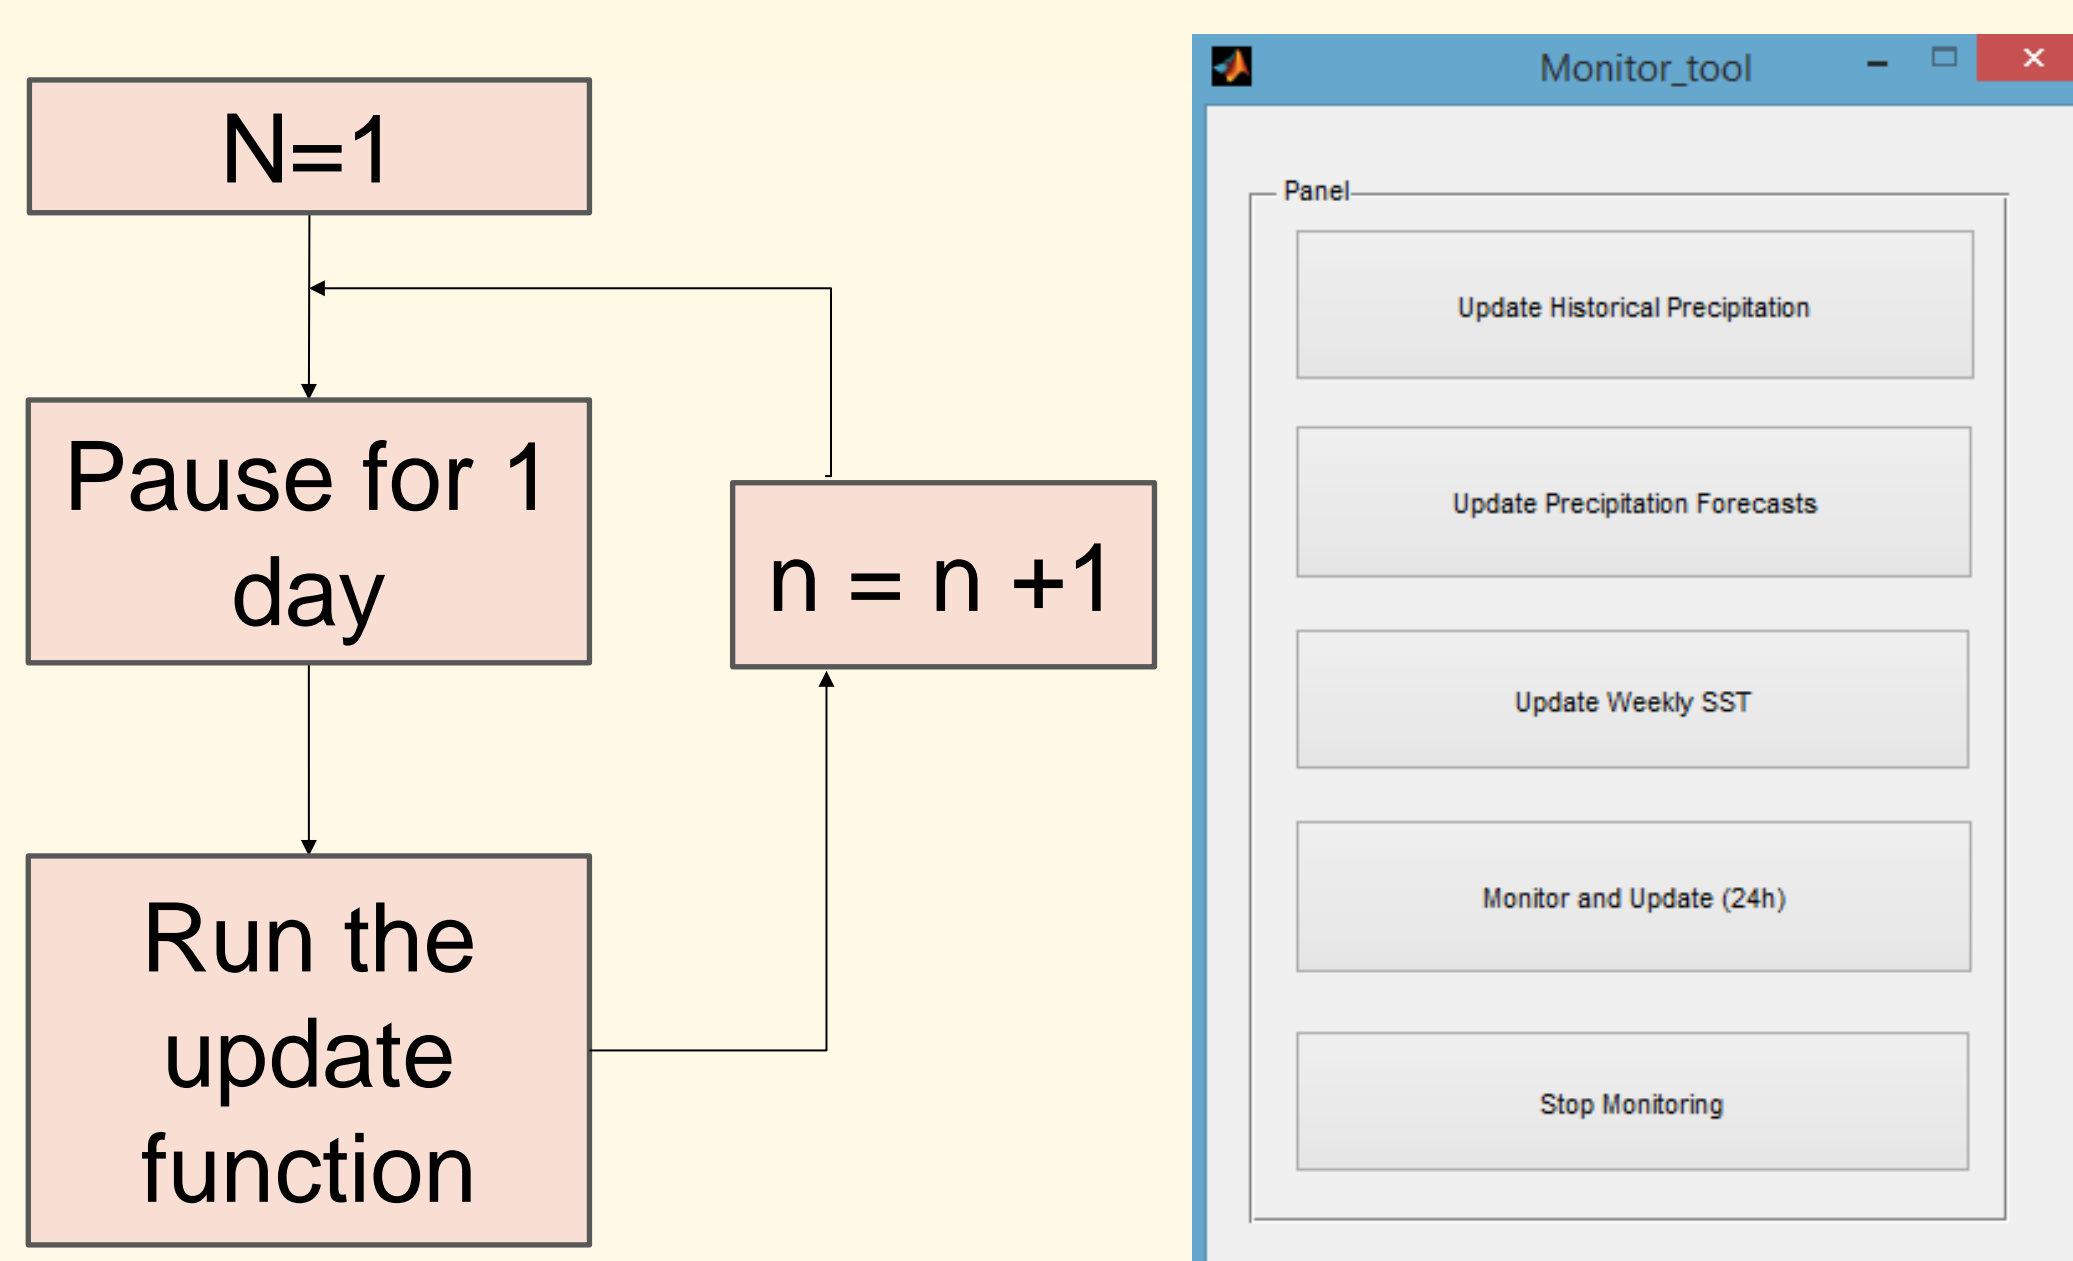 N=1
Pause for 1
day
n = n +1
Run the
update
function
Monitor_tool
Panel
Update Historical Precipitation
Update Precipitation Forecasts
Update Weekly SST
Monitor and Update (24h)
Stop Monitoring